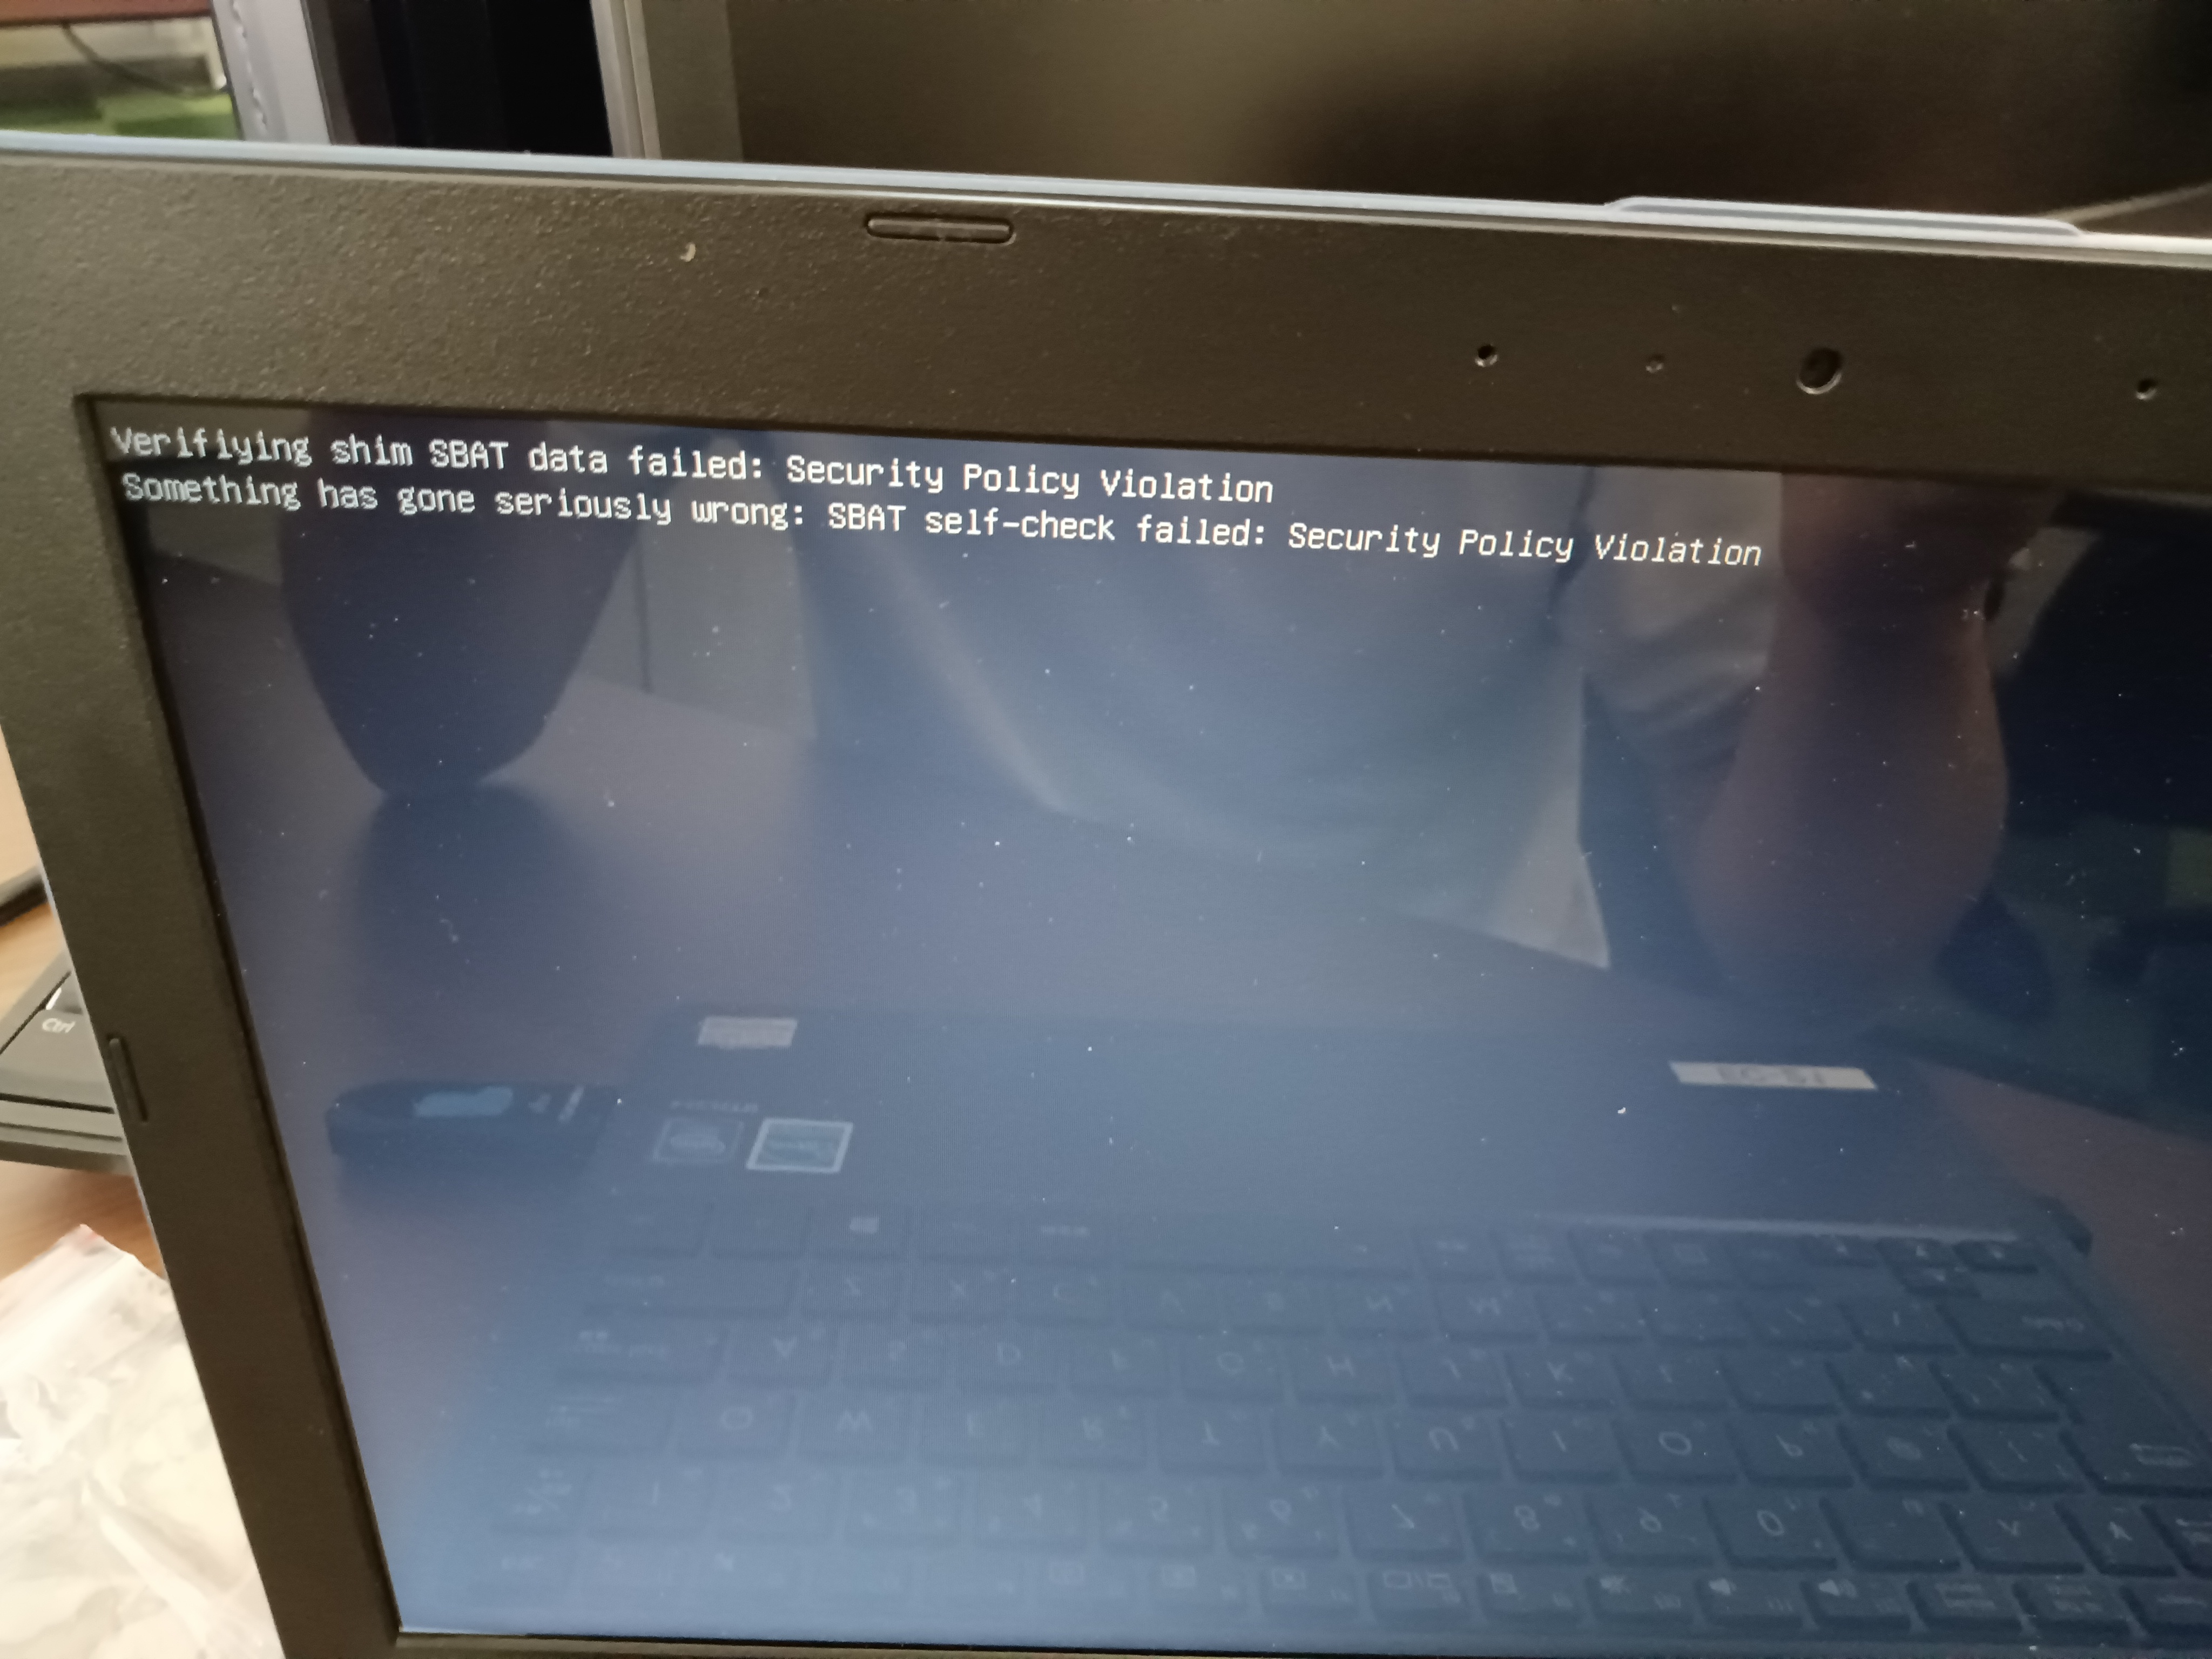 Verifiying shim SBAT data failed: Security Policy Violation
Something has gone seriously wrong: SBAT self-check failed: Security Policy Violation
Ctrl